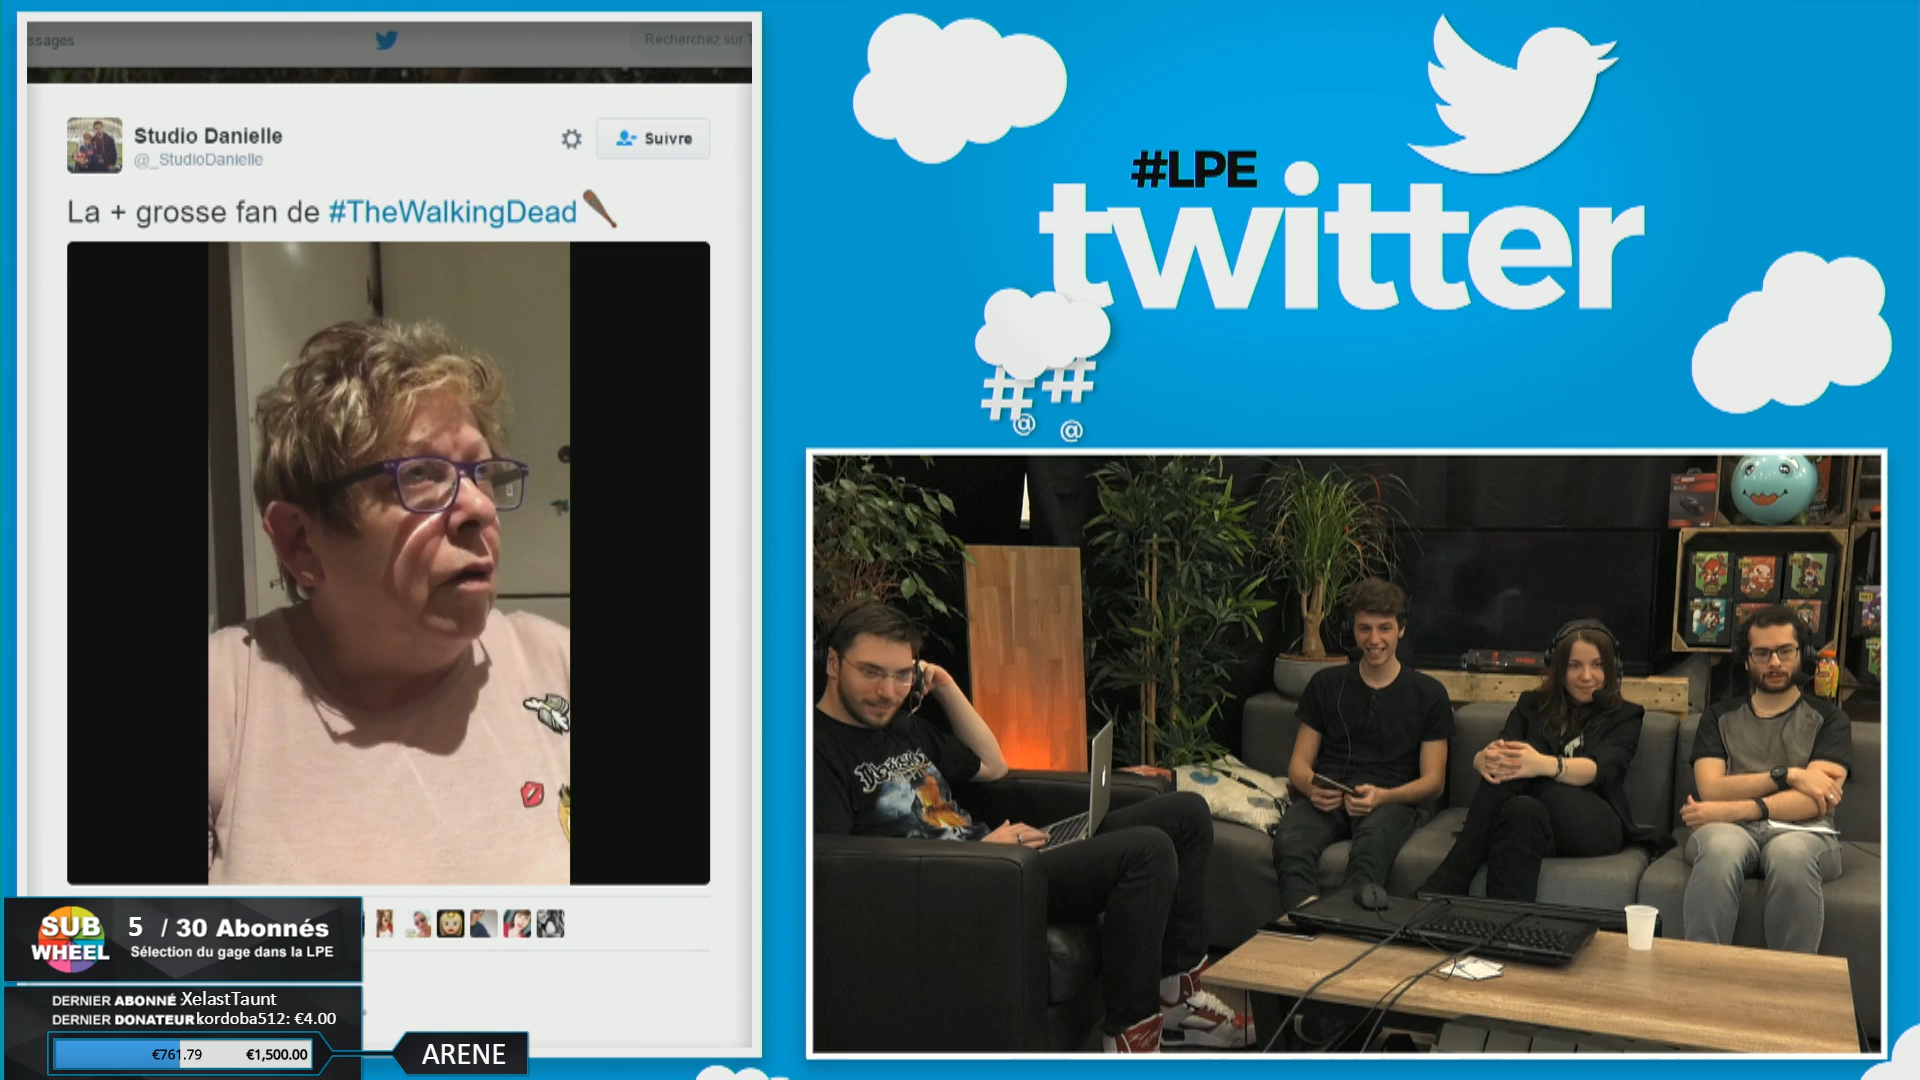 ssages
Recherchez sur T
Studio Danielle
@_StudioDanielle
Suivre
La + grosse fan de #TheWalkingDead
#LPE
twitter
# #
@ @
SUB WHEEL
5 / 30 Abonnés
Sélection du gage dans la LPE
DERNIER ABONNÉ XelastTaunt
DERNIER DONATEUR kordoba512: €4.00
€761.79 €1,500.00
ARENE